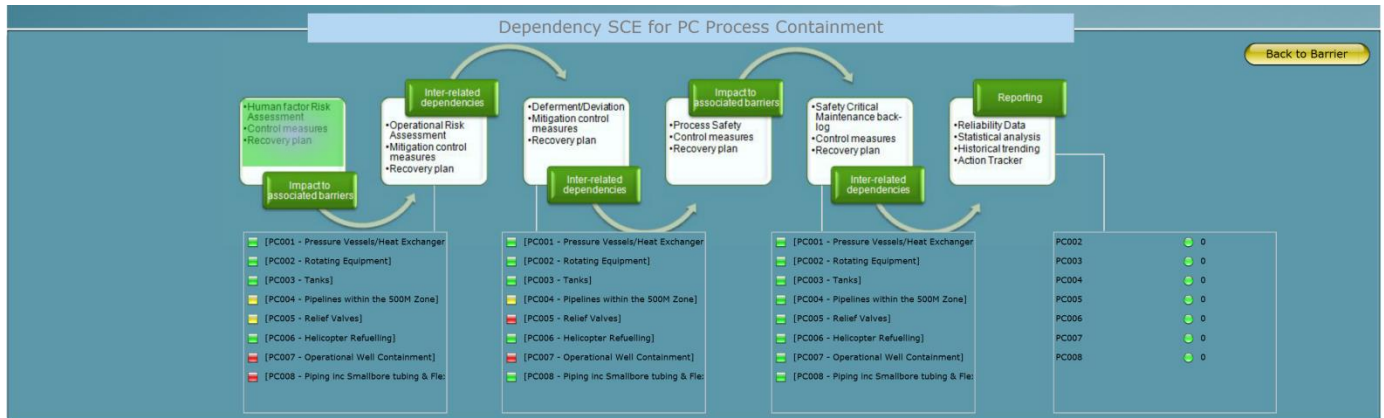 Dependency SCE for PC Process Containment
Back to Barrier
•Human factor Risk
Assessment
•Control measures
•Recovery plan
Impact to
associated barriers
Inter-related
dependencies
•Operational Risk
Assessment
•Mitigation control
measures
•Recovery plan
•Deferment/Deviation
•Mitigation control
measures
•Recovery plan
Inter-related
dependencies
Impact to
associated barriers
•Process Safety
•Control measures
•Recovery plan
•Safety Critical
Maintenance back-
log
•Control measures
•Recovery plan
Inter-related
dependencies
Reporting
•Reliability Data
•Statistical analysis
•Historical trending
•Action Tracker
[PC001 - Pressure Vessels/Heat Exchanger
[PC002 - Rotating Equipment]
[PC003 - Tanks]
[PC004 - Pipelines within the 500M Zone]
[PC005 - Relief Valves]
[PC006 - Helicopter Refuelling]
[PC007 - Operational Well Containment]
[PC008 - Piping inc Smallbore tubing & Fle
[PC001 - Pressure Vessels/Heat Exchanger
[PC002 - Rotating Equipment]
[PC003 - Tanks]
[PC004 - Pipelines within the 500M Zone]
[PC005 - Relief Valves]
[PC006 - Helicopter Refuelling]
[PC007 - Operational Well Containment]
[PC008 - Piping inc Smallbore tubing & Fle
[PC001 - Pressure Vessels/Heat Exchanger
[PC002 - Rotating Equipment]
[PC003 - Tanks]
[PC004 - Pipelines within the 500M Zone]
[PC005 - Relief Valves]
[PC006 - Helicopter Refuelling]
[PC007 - Operational Well Containment]
[PC008 - Piping inc Smallbore tubing & Fle
PC002 0
PC003 0
PC004 0
PC005 0
PC006 0
PC007 0
PC008 0